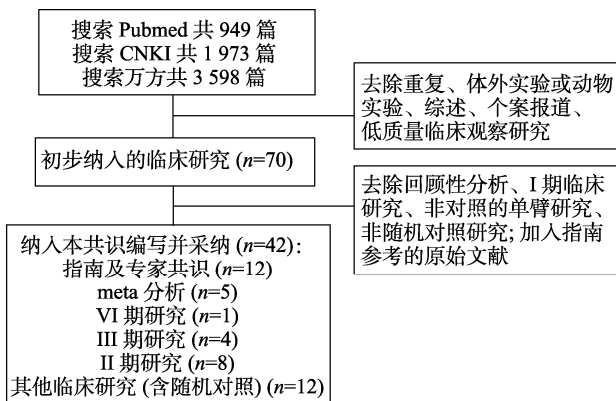 搜索 Pubmed 共 949 篇
搜索 CNKI 共 1 973 篇
搜索万方共 3 598 篇
去除重复、体外实验或动物
实验、综述、个案报道、
低质量临床观察研究
初步纳入的临床研究 (n=70)
去除回顾性分析、I 期临床
研究、非对照的单臂研究、
非随机对照研究; 加入指南
参考的原始文献
纳入本共识编写并采纳 (n=42):
指南及专家共识 (n=12)
meta 分析 (n=5)
VI 期研究 (n=1)
III 期研究 (n=4)
II 期研究 (n=8)
其他临床研究 (含随机对照) (n=12)